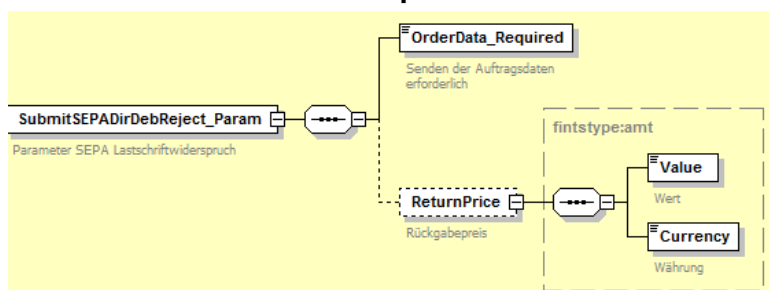 OrderData_Required
Senden der Auftragsdaten
erforderlich
SubmitSEPADirDebReject_Param
Parameter SEPA Lastschriftwiderspruch
fintstype:amt
Value
Wert
ReturnPrice
Rückgabepreis
Currency
Währung